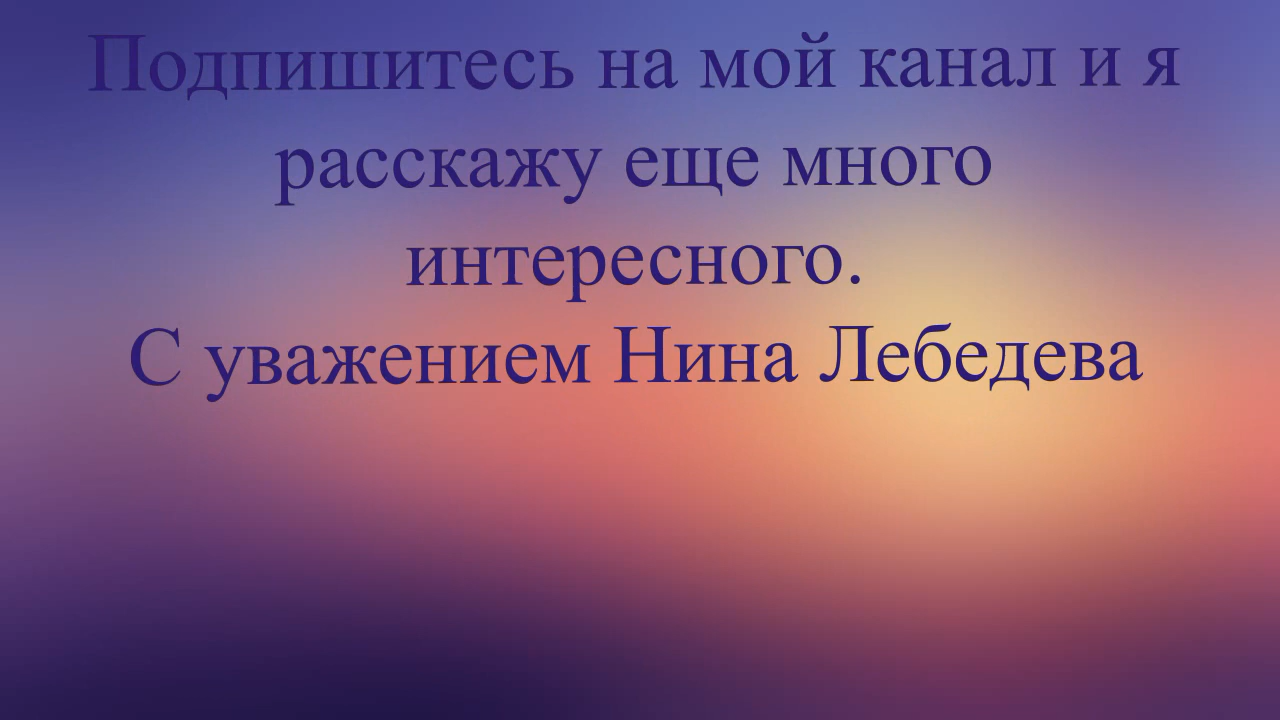 Подпишитесь на мой канал и я
расскажу еще много
интересного.
С уважением Нина Лебедева